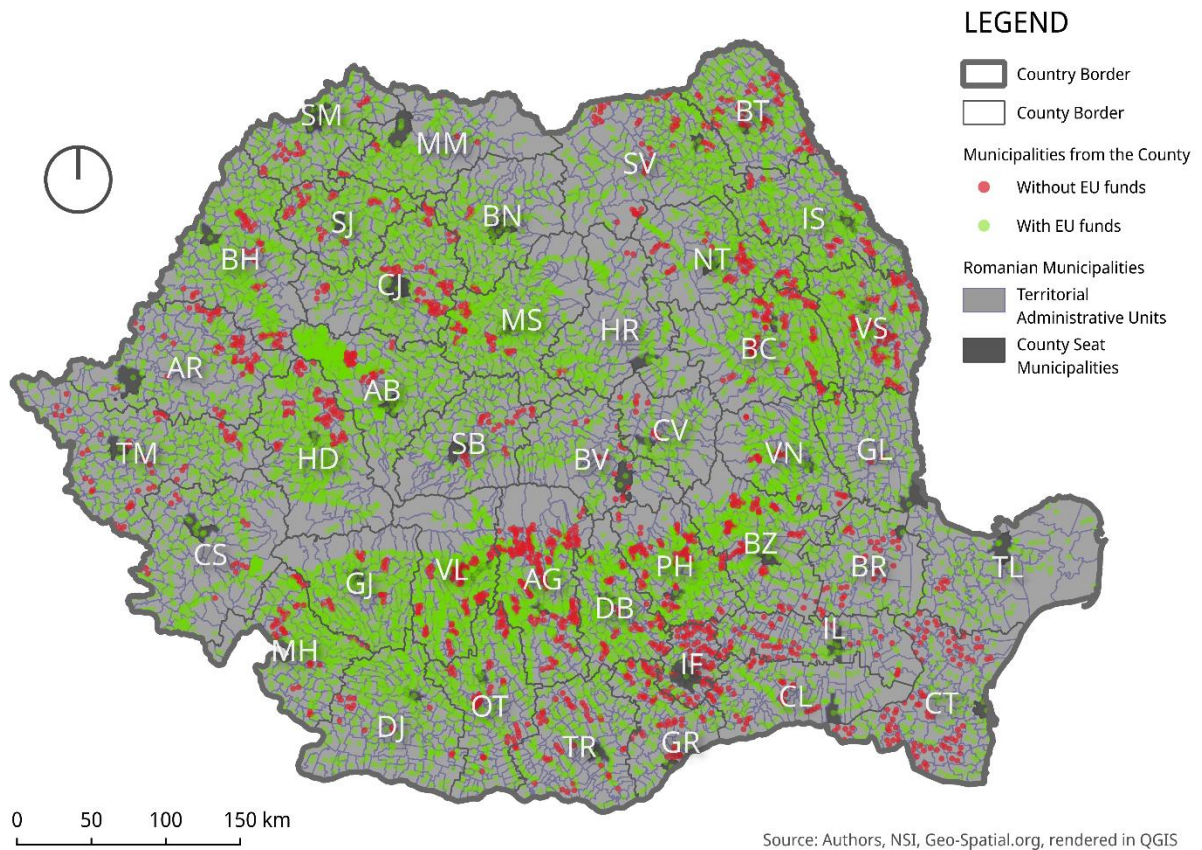 LEGEND
Country Border
County Border
Municipalities from the County
Without EU funds
With EU funds
Romanian Municipalities
Territorial
Administrative Units
County Seat
Municipalities
SM
MM
BT
SV
SJ
BN
IS
BH
CJ
NT
MS
HR
BC
VS
AR
AB
TM
HD
SB
BV
CV
VN
GL
CS
GJ
VL
AG
PH
BZ
BR
TL
DB
MH
IF
IL
DJ
OT
TR
GR
CL
CT
0 50 100 150 km
Source: Authors, NSI, Geo-Spatial.org, rendered in QGIS